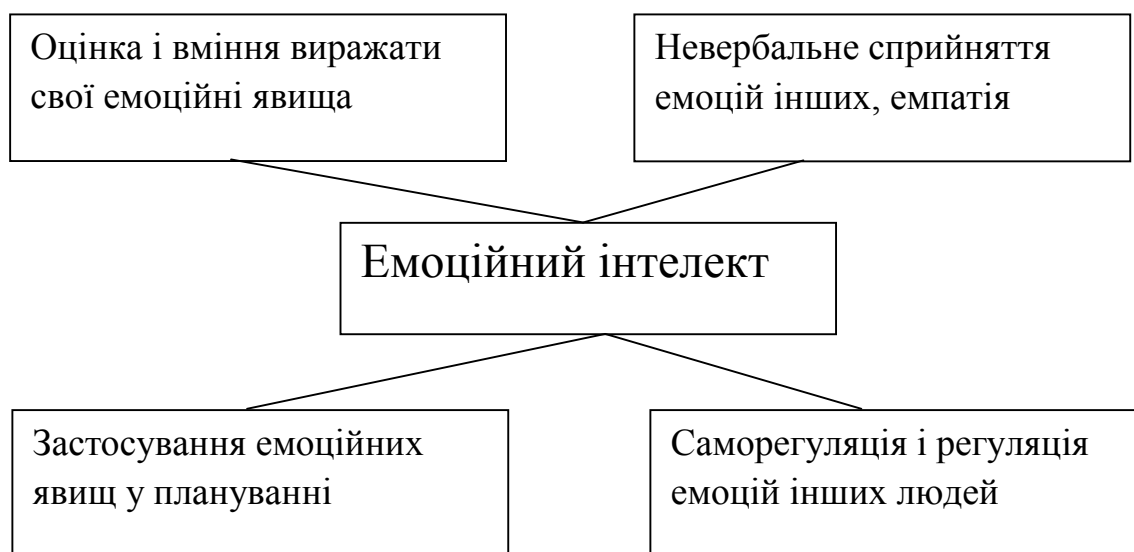 Оцінка і вміння виражати
свої емоційні явища
Невербальне сприйняття
емоцій інших, емпатія
Емоційний інтелект
Застосування емоційних
явищ у плануванні
Саморегуляція і регуляція
емоцій інших людей